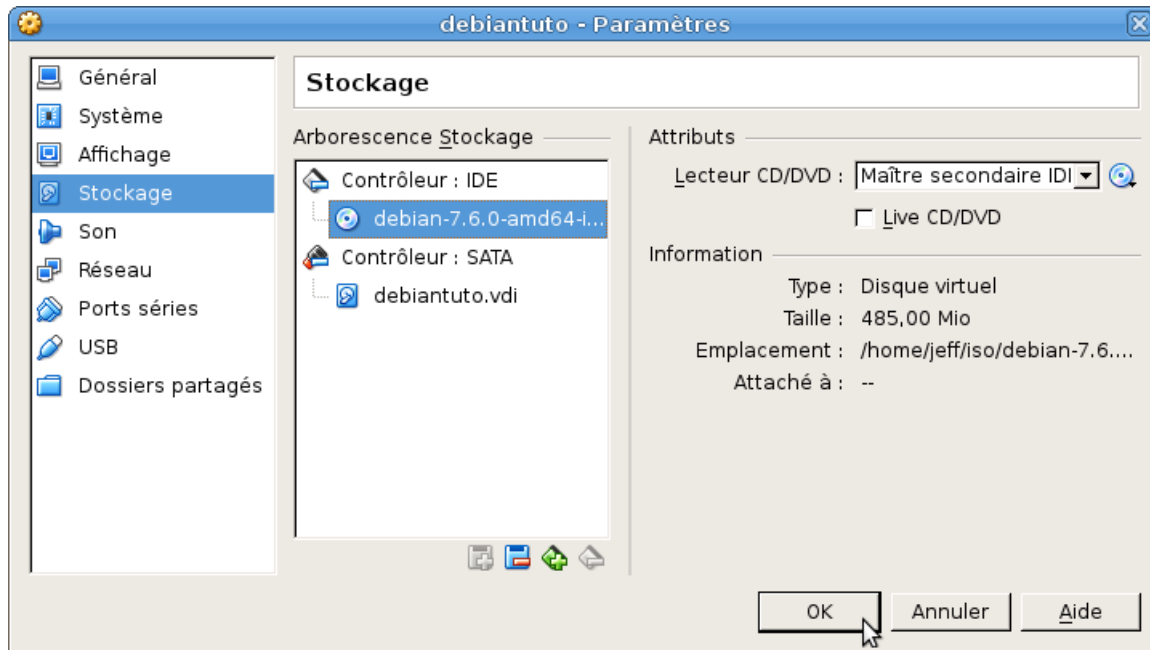 debiantuto - Paramètres
Général
Système
Affichage
Stockage
Son
Réseau
Ports séries
USB
Dossiers partagés
Stockage
Arborescence Stockage
Contrôleur : IDE
debian-7.6.0-amd64-i...
Contrôleur : SATA
debiantuto.vdi
Attributs
Lecteur CD/DVD : Maître secondaire IDI
Live CD/DVD
Information
Type : Disque virtuel
Taille : 485,00 Mio
Emplacement : /home/jeff/iso/debian-7.6....
Attaché à : --
OK Annuler Aide